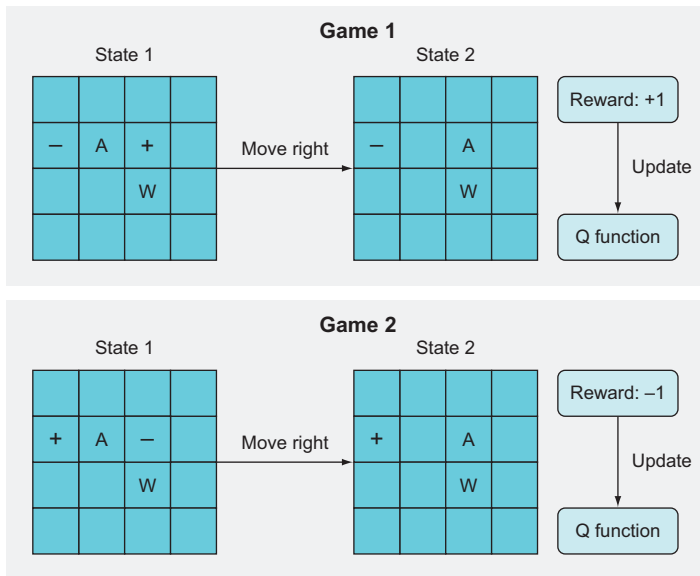 Game 1
State 1
State 2
– A +
W
Move right
– A
W
Reward: +1
Update
Q function
Game 2
State 1
State 2
+ A –
W
Move right
+ A
W
Reward: –1
Update
Q function